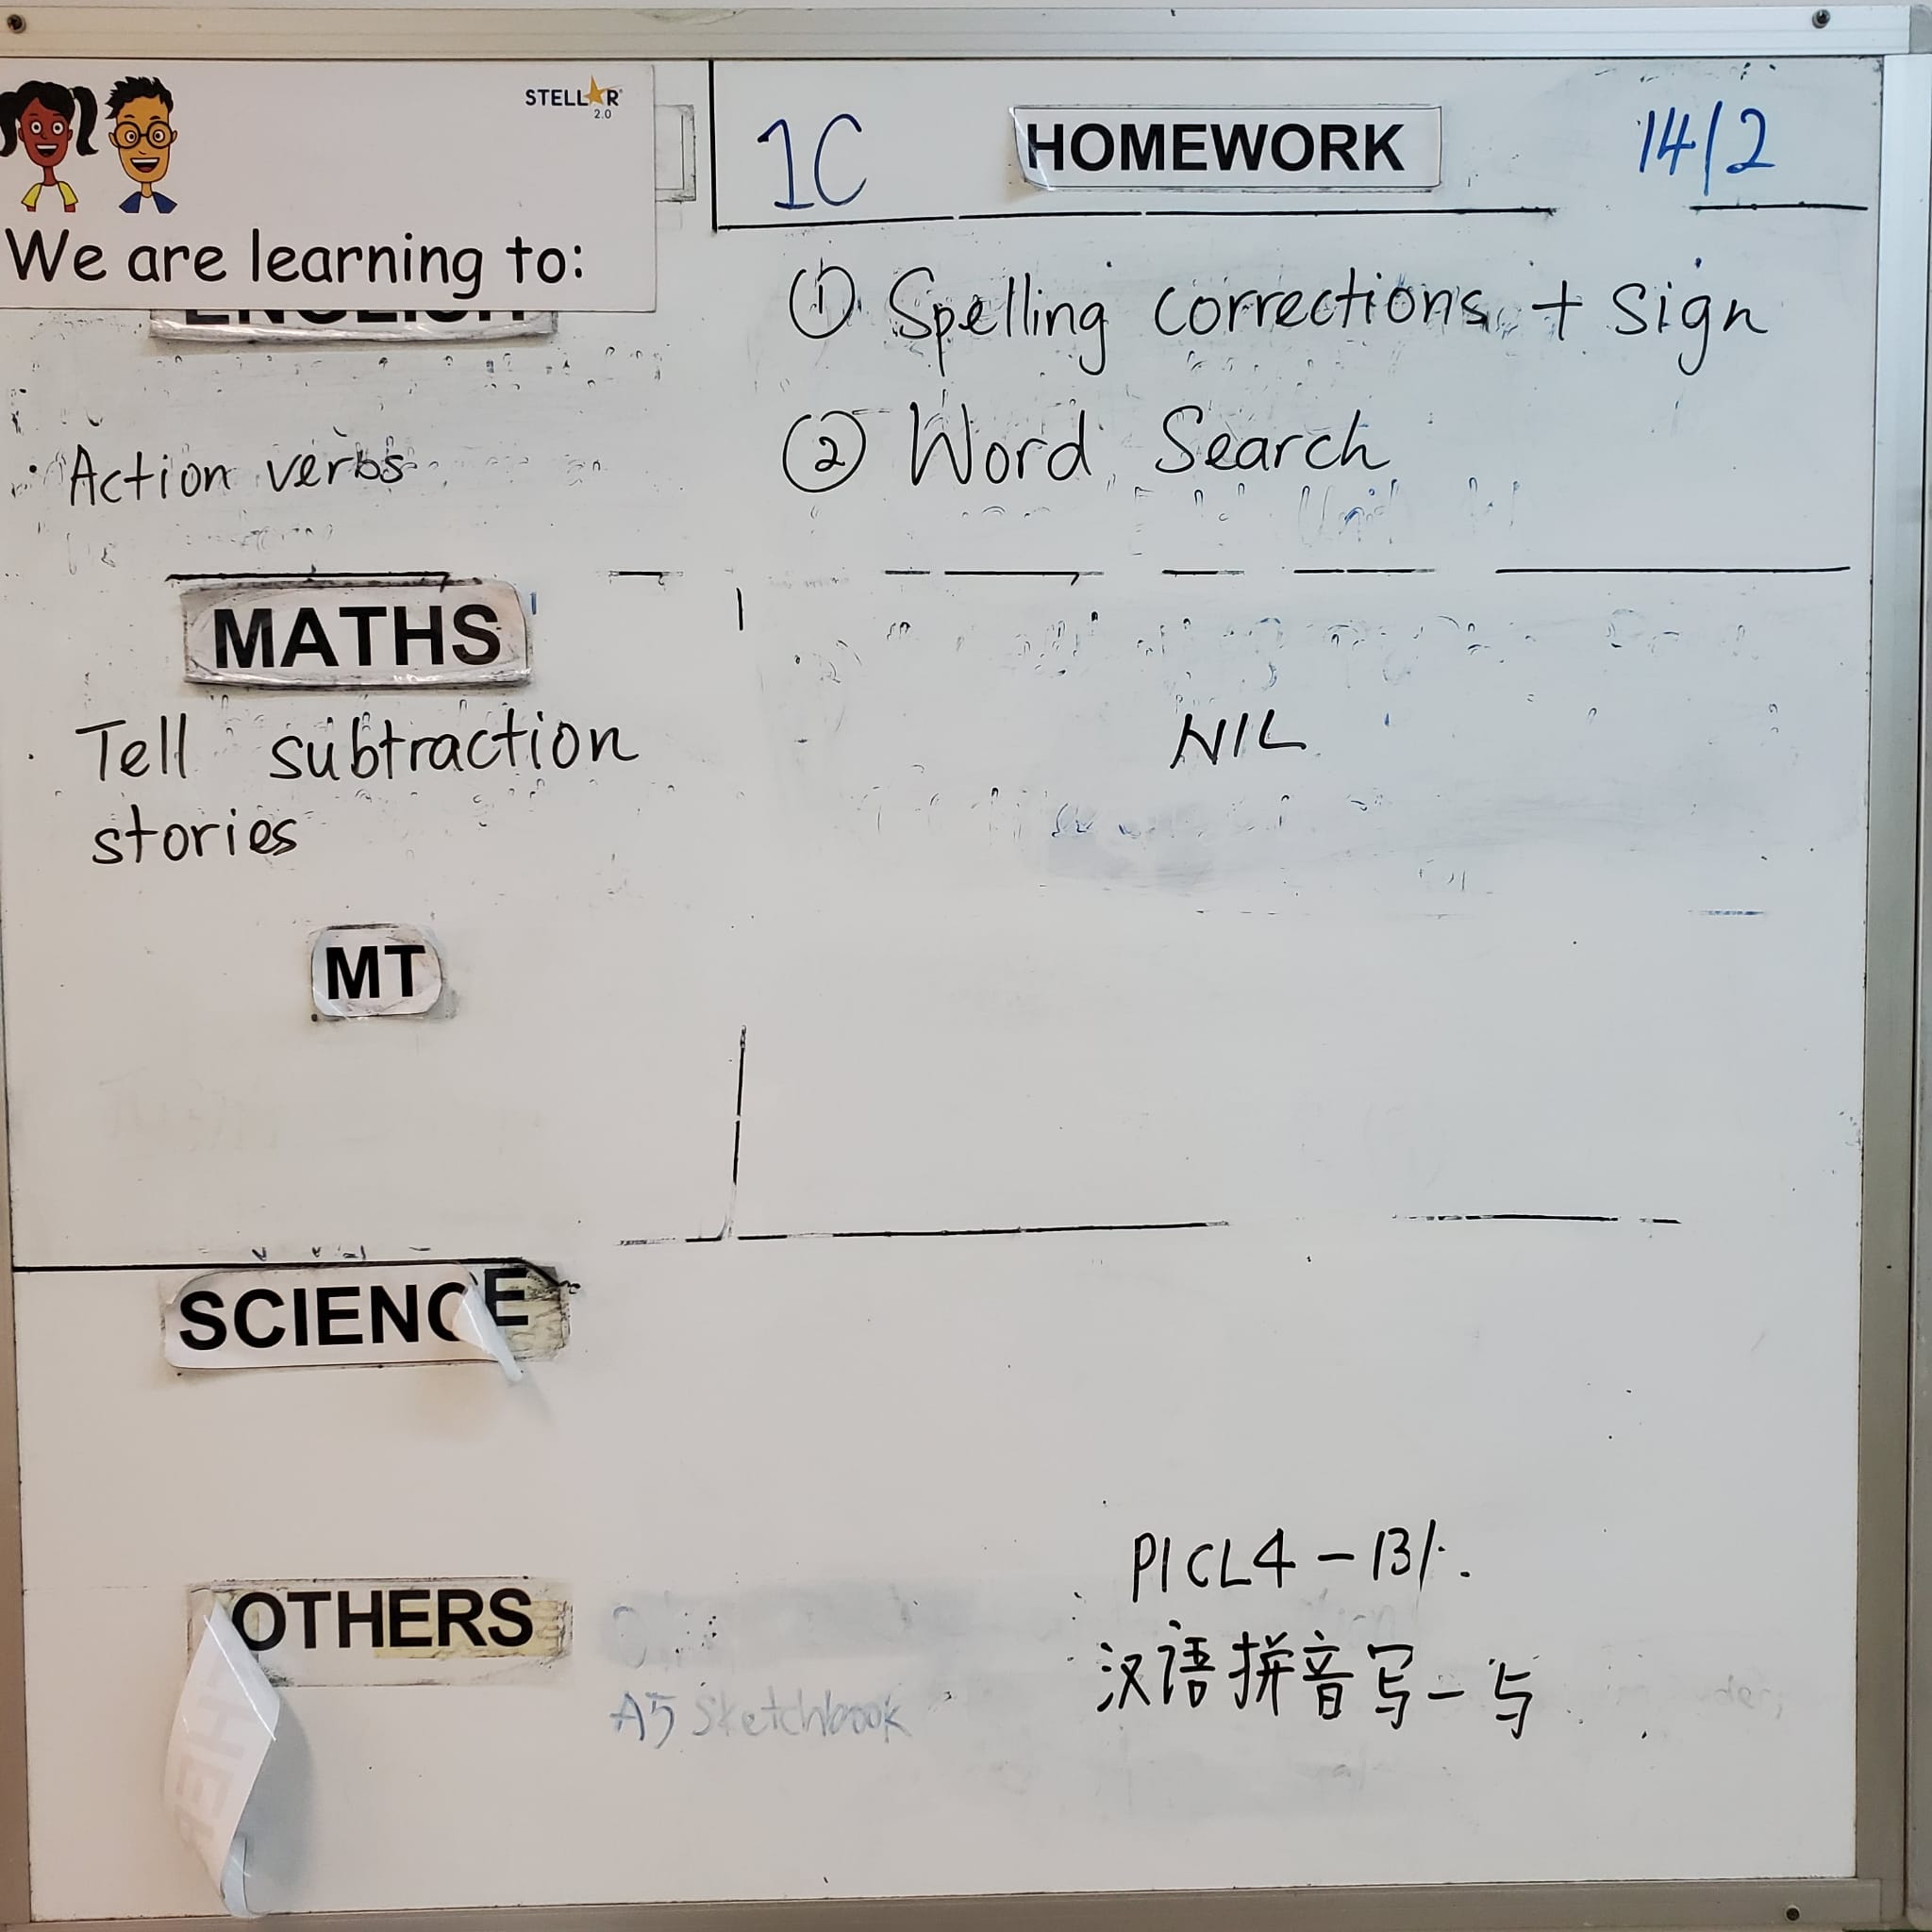 STELLAR
2.0
We are learning to:
1C
HOMEWORK
14/2
ENGLISH
① Spelling corrections + Sign
② Word Search
· Action verbs
MATHS
· Tell subtraction
stories
NIL
MT
SCIENCE
OTHERS
A5 Sketchbook
P1CL4 - B
汉语拼音写一写